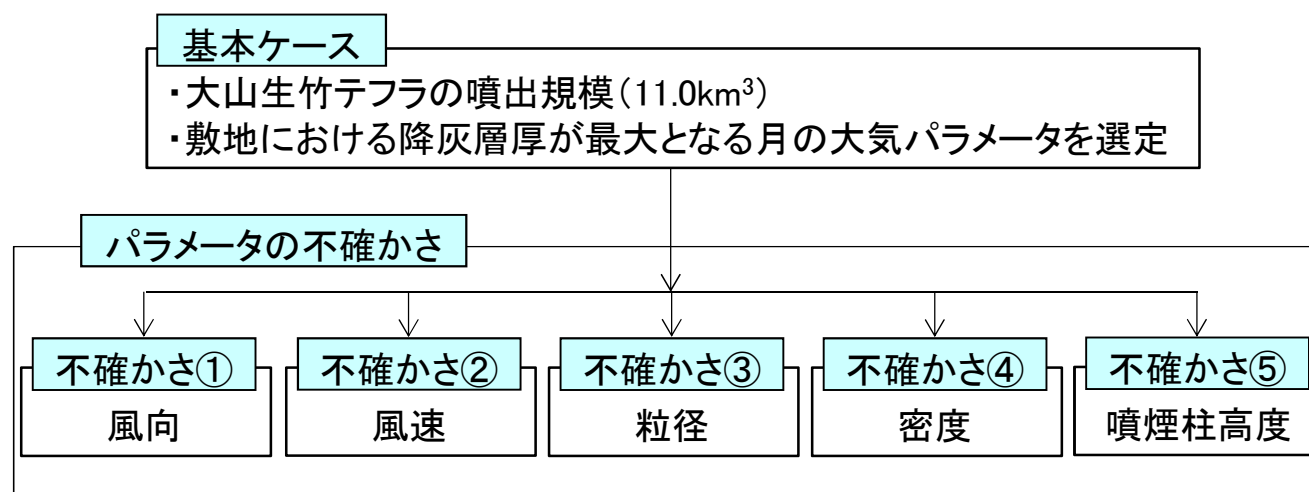 基本ケース
・大山生竹テフラの噴出規模（11.0km³）
・敷地における降灰層厚が最大となる月の大気パラメータを選定
パラメータの不確かさ
不確かさ① 不確かさ② 不確かさ③ 不確かさ④ 不確かさ⑤
風向 風速 粒径 密度 噴煙柱高度